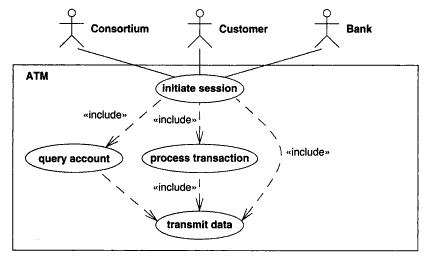 Consortium Customer Bank
ATM
initiate session
«include» «include»
«include»
query account process transaction
«include»
transmit data